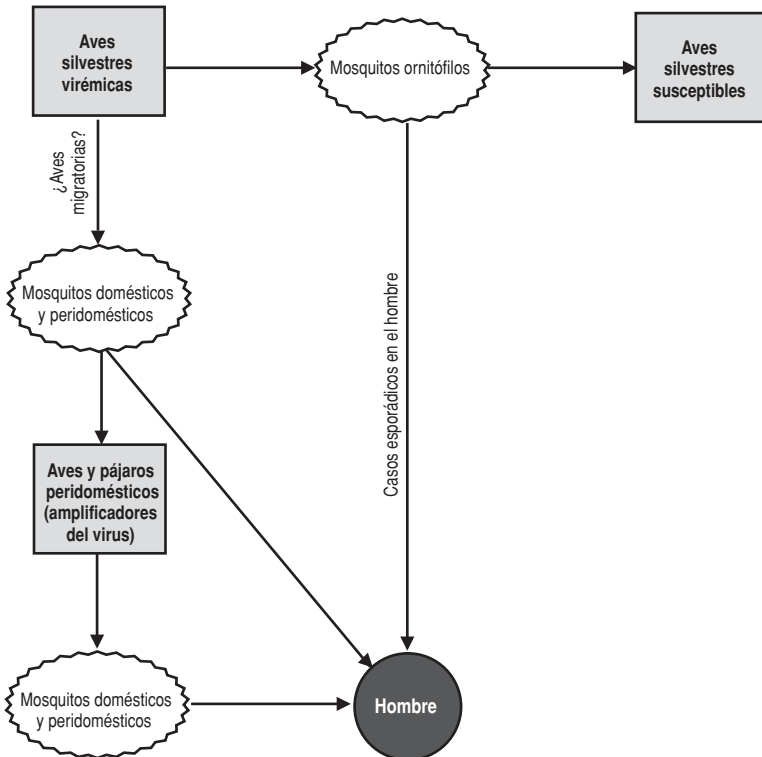 Aves
silvestres
virémicas
Mosquitos ornitófilos
Aves
silvestres
susceptibles
¿Aves
migratorias?
Mosquitos domésticos
y peridomésticos
Casos esporádicos en el hombre
Aves y pájaros
peridomésticos
(amplificadores
del virus)
Mosquitos domésticos
y peridomésticos
Hombre